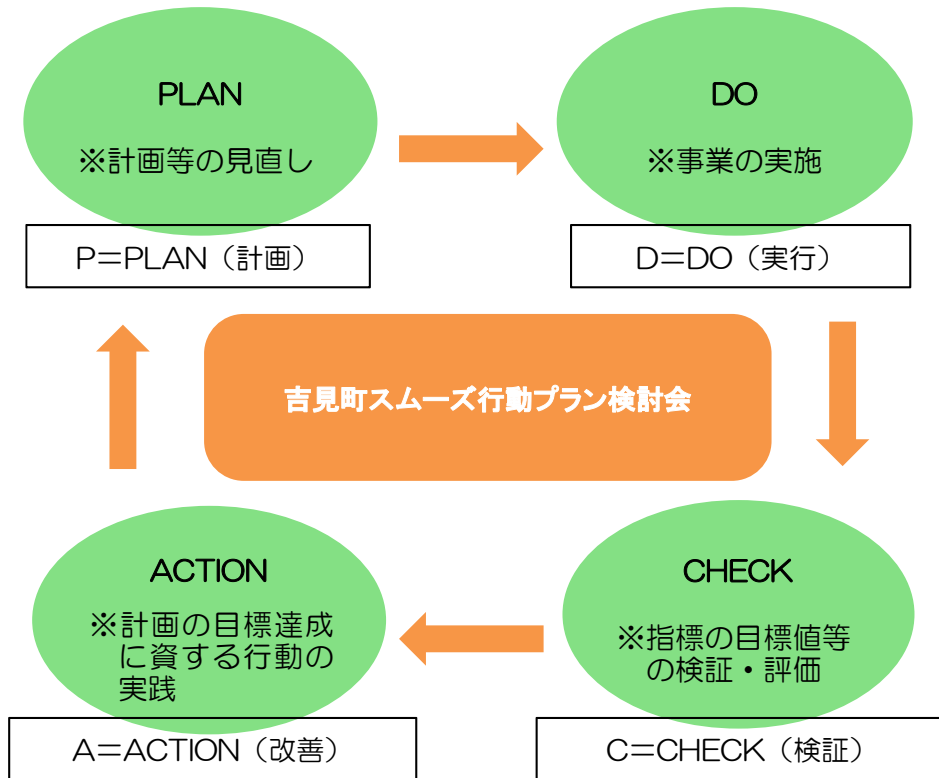 PLAN
※計画等の見直し
P＝PLAN（計画）
DO
※事業の実施
D＝DO（実行）
吉見町スムーズ行動プラン検討会
ACTION
※計画の目標達成
に資する行動の
実践
A＝ACTION（改善）
CHECK
※指標の目標値等
の検証・評価
C＝CHECK（検証）